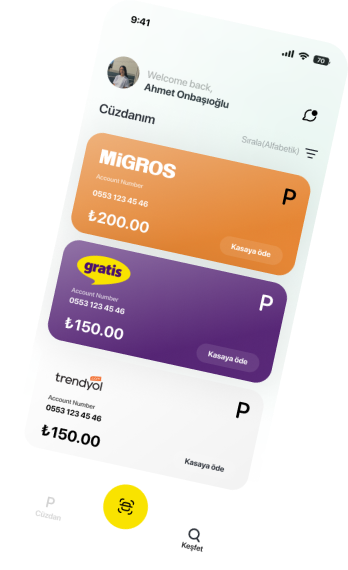 9:41
70
Welcome back,
Ahmet Onbaşıoğlu
Cüzdanım
Sırala(Alfabetik)
MiGROS
P
Account Number
0553 123 45 46
₺200.00
Kasaya öde
gratis
P
Account Number
0553 123 45 46
₺150.00
Kasaya öde
trendyol
P
Account Number
0553 123 45 46
₺150.00
Kasaya öde
P
Cüzdan
Keşfet